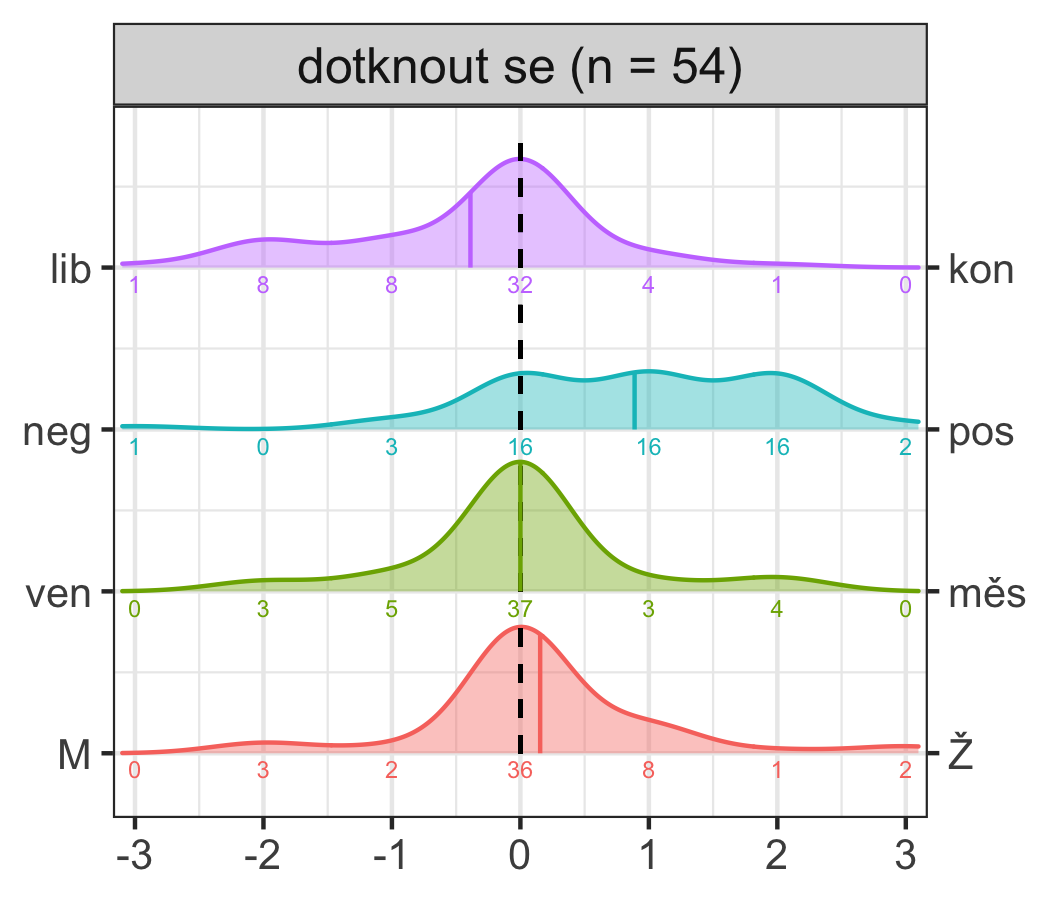 dotknout se (n = 54)
lib kon
1 8 8 32 4 1 0
neg pos
1 0 3 16 16 16 2
ven měs
0 3 5 37 3 4 0
M Ž
0 3 2 36 8 1 2
-3 -2 -1 0 1 2 3